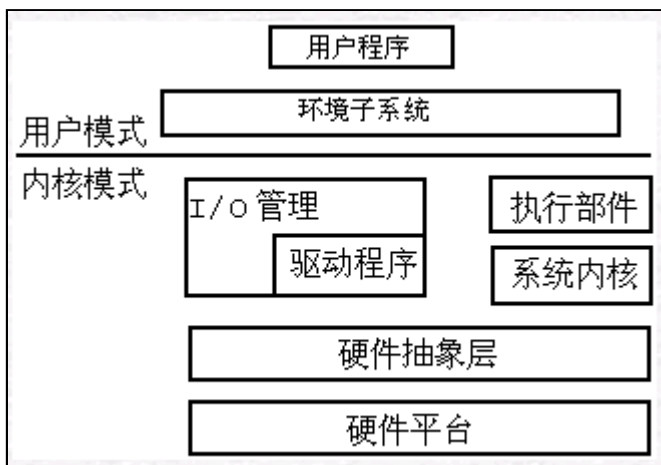 用户程序
环境子系统
用户模式
内核模式
I/O 管理
执行部件
驱动程序
系统内核
硬件抽象层
硬件平台